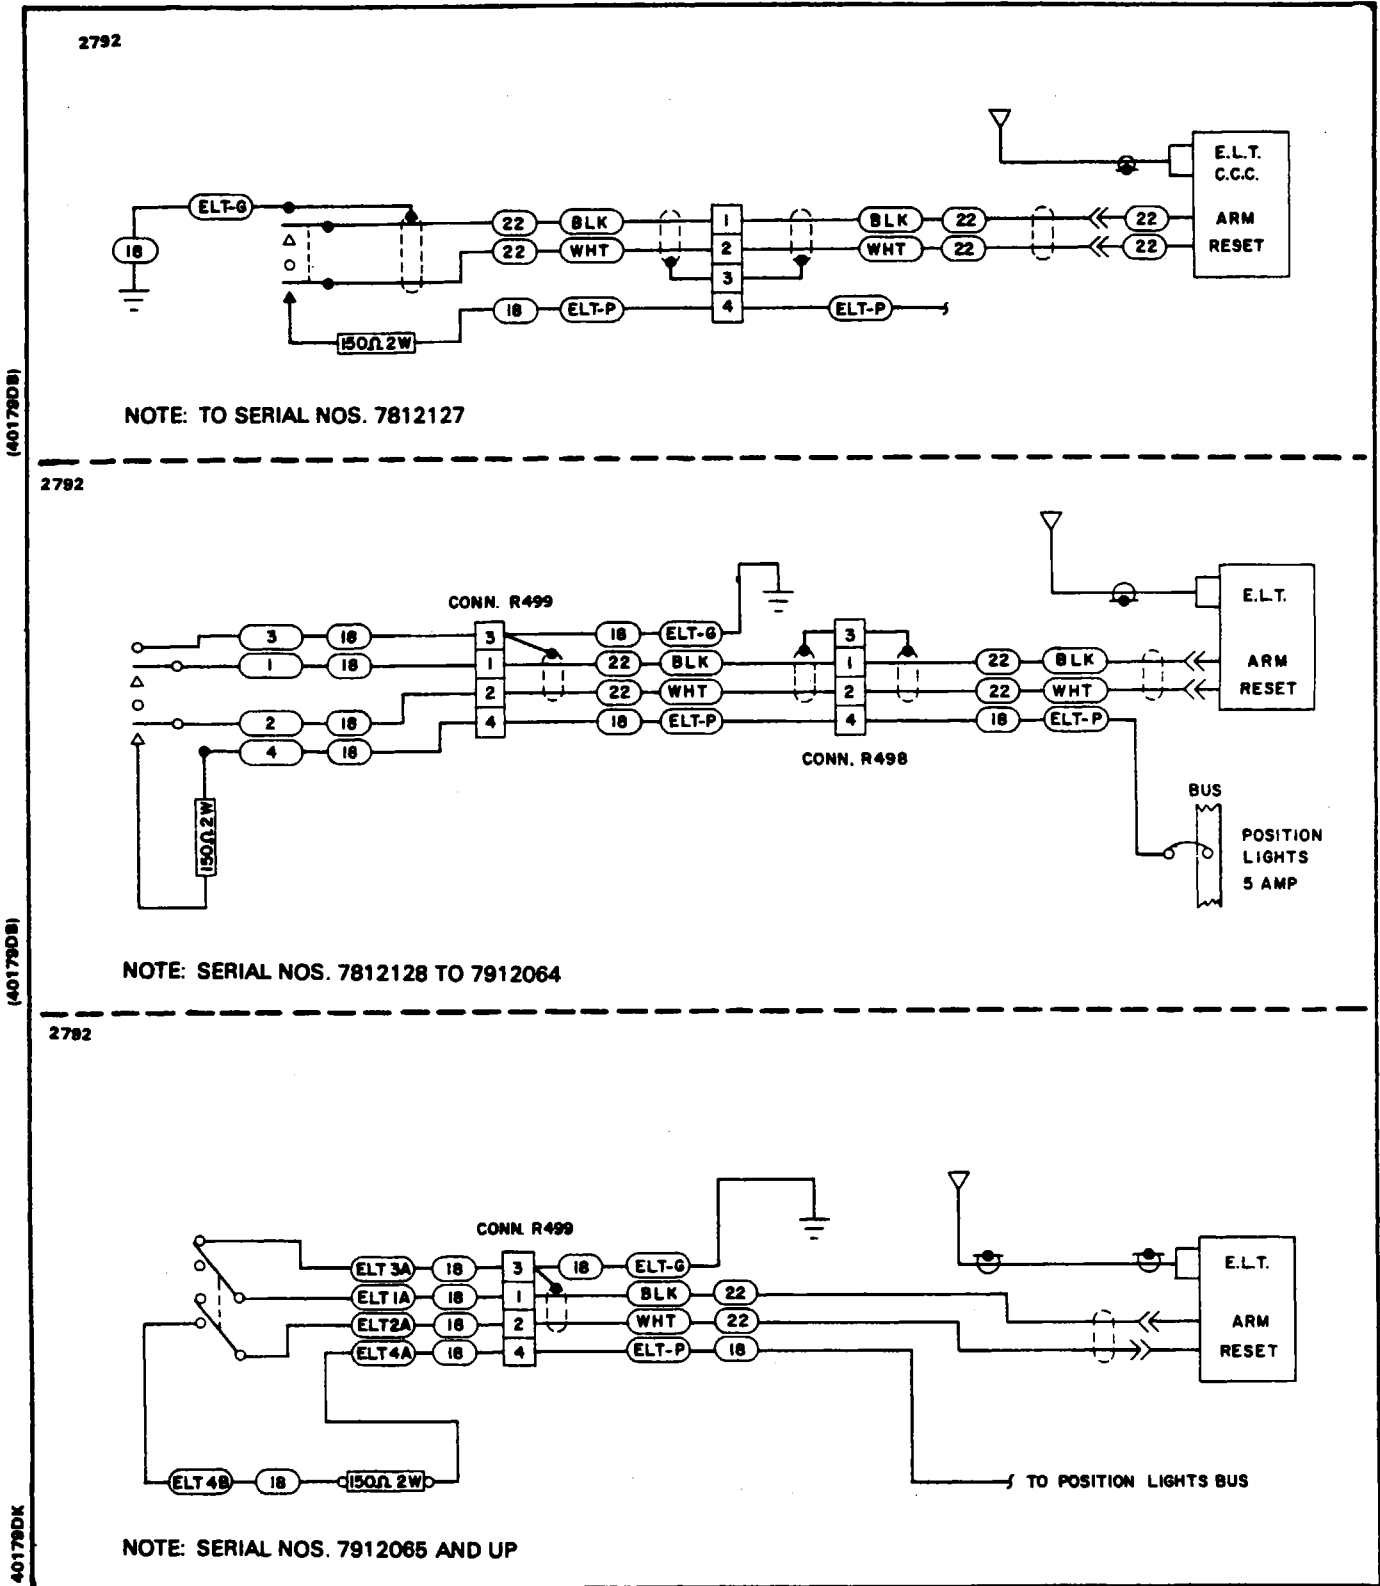 2792
E.L.T.
C.C.C.
ELT-G
18
22 BLK 1 BLK 22 22 ARM
22 WHT 2 WHT 22 22 RESET
3
18 ELT-P 4 ELT-P
150Ω 2W
NOTE: TO SERIAL NOS. 7812127
(40179DB)
2792
CONN. R499
E.L.T.
3 18 3 18 ELT-G 3
1 18 1 22 BLK 1 22 BLK ARM
2 22 WHT 2 22 WHT RESET
2 18
4 18 4 18 ELT-P 4 18 ELT-P
CONN. R498
150Ω 2W
BUS
POSITION
LIGHTS
5 AMP
NOTE: SERIAL NOS. 7812128 TO 7912064
(40179DB)
2792
CONN. R499
ELT 3A 18 3 18 ELT-G E.L.T.
ELT 1A 18 1 BLK 22 ARM
ELT2A 18 2 WHT 22 RESET
ELT4A 18 4 ELT-P 18
ELT 4B 18 150Ω 2W TO POSITION LIGHTS BUS
NOTE: SERIAL NOS. 7912065 AND UP
40179DK